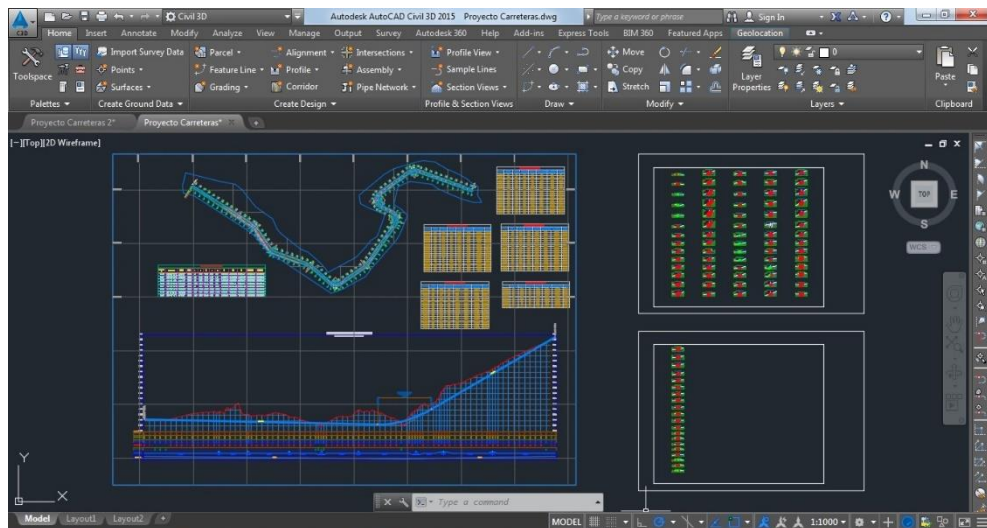 Civil 3D
Autodesk AutoCAD Civil 3D 2015 Proyecto Carreteras.dwg
Type a keyword or phrase
Sign In
C3D
Home Insert Annotate Modify Analyze View Manage Output Survey Autodesk 360 Help Add-ins Express Tools BIM 360 Featured Apps Geolocation
Toolspace
Import Survey Data
Points
Surfaces
Parcel
Feature Line
Grading
Alignment
Profile
Corridor
Intersections
Assembly
Pipe Network
Profile View
Sample Lines
Section Views
Move
Copy
Stretch
Layer Properties
0
Paste
Palettes Create Ground Data Create Design Profile & Section Views Draw Modify Layers Clipboard
Proyecto Carreteras 2* Proyecto Carreteras*
[−][Top][2D Wireframe]
N
W TOP E
S
WCS
Y
X
Type a command
Model Layout1 Layout2 +
MODEL 1:1000